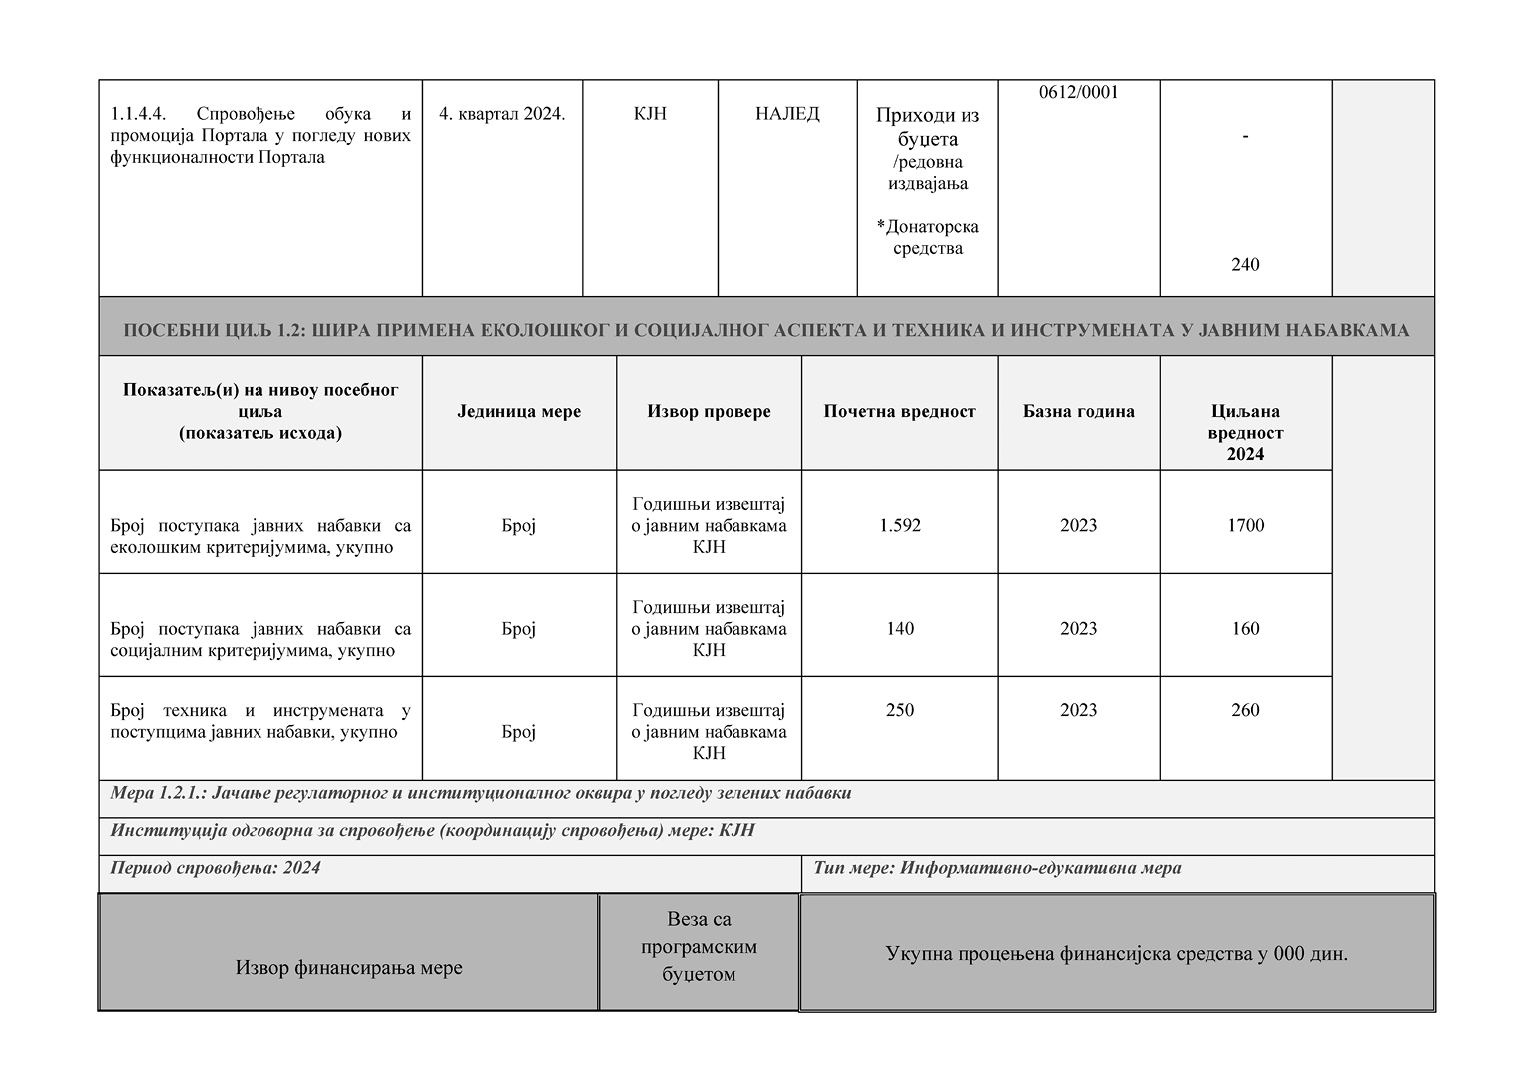 1.1.4.4. Спровођење обука и
промоција Портала у погледу нових
функционалности Портала
4. квартал 2024.
КЈН
НАЛЕД
Приходи из
буџета
/редовна
издвајања
*Донаторска
средства
0612/0001
-
240
ПОСЕБНИ ЦИЉ 1.2: ШИРА ПРИМЕНА ЕКОЛОШКОГ И СОЦИЈАЛНОГ АСПЕКТА И ТЕХНИКА И ИНСТРУМЕНАТА У ЈАВНИМ НАБАВКАМА
Показатељ(и) на нивоу посебног
циља
(показатељ исхода)
Јединица мере
Извор провере
Почетна вредност
Базна година
Циљана
вредност
2024
Број поступака јавних набавки са
еколошким критеријумима, укупно
Број
Годишњи извештај
о јавним набавкама
КЈН
1.592
2023
1700
Број поступака јавних набавки са
социјалним критеријумима, укупно
Број
Годишњи извештај
о јавним набавкама
КЈН
140
2023
160
Број техника и инструмената у
поступцима јавних набавки, укупно
Број
Годишњи извештај
о јавним набавкама
КЈН
250
2023
260
Мера 1.2.1.: Јачање регулаторног и институционалног оквира у погледу зелених набавки
Институција одговорна за спровођење (координацију спровођења) мере: КЈН
Период спровођења: 2024
Тип мере: Информативно-едукативна мера
Извор финансирања мере
Веза са
програмским
буџетом
Укупна процењена финансијска средства у 000 дин.